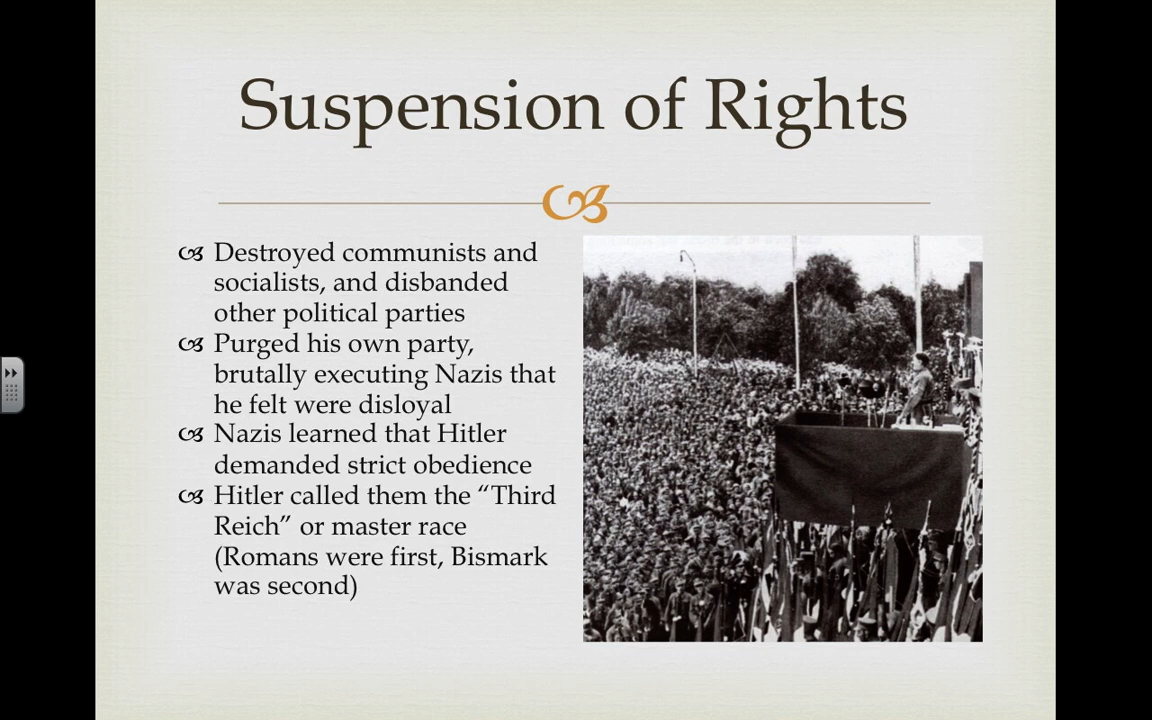 Suspension of Rights
Destroyed communists and
socialists, and disbanded
other political parties
Purged his own party,
brutally executing Nazis that
he felt were disloyal
Nazis learned that Hitler
demanded strict obedience
Hitler called them the “Third
Reich” or master race
(Romans were first, Bismark
was second)